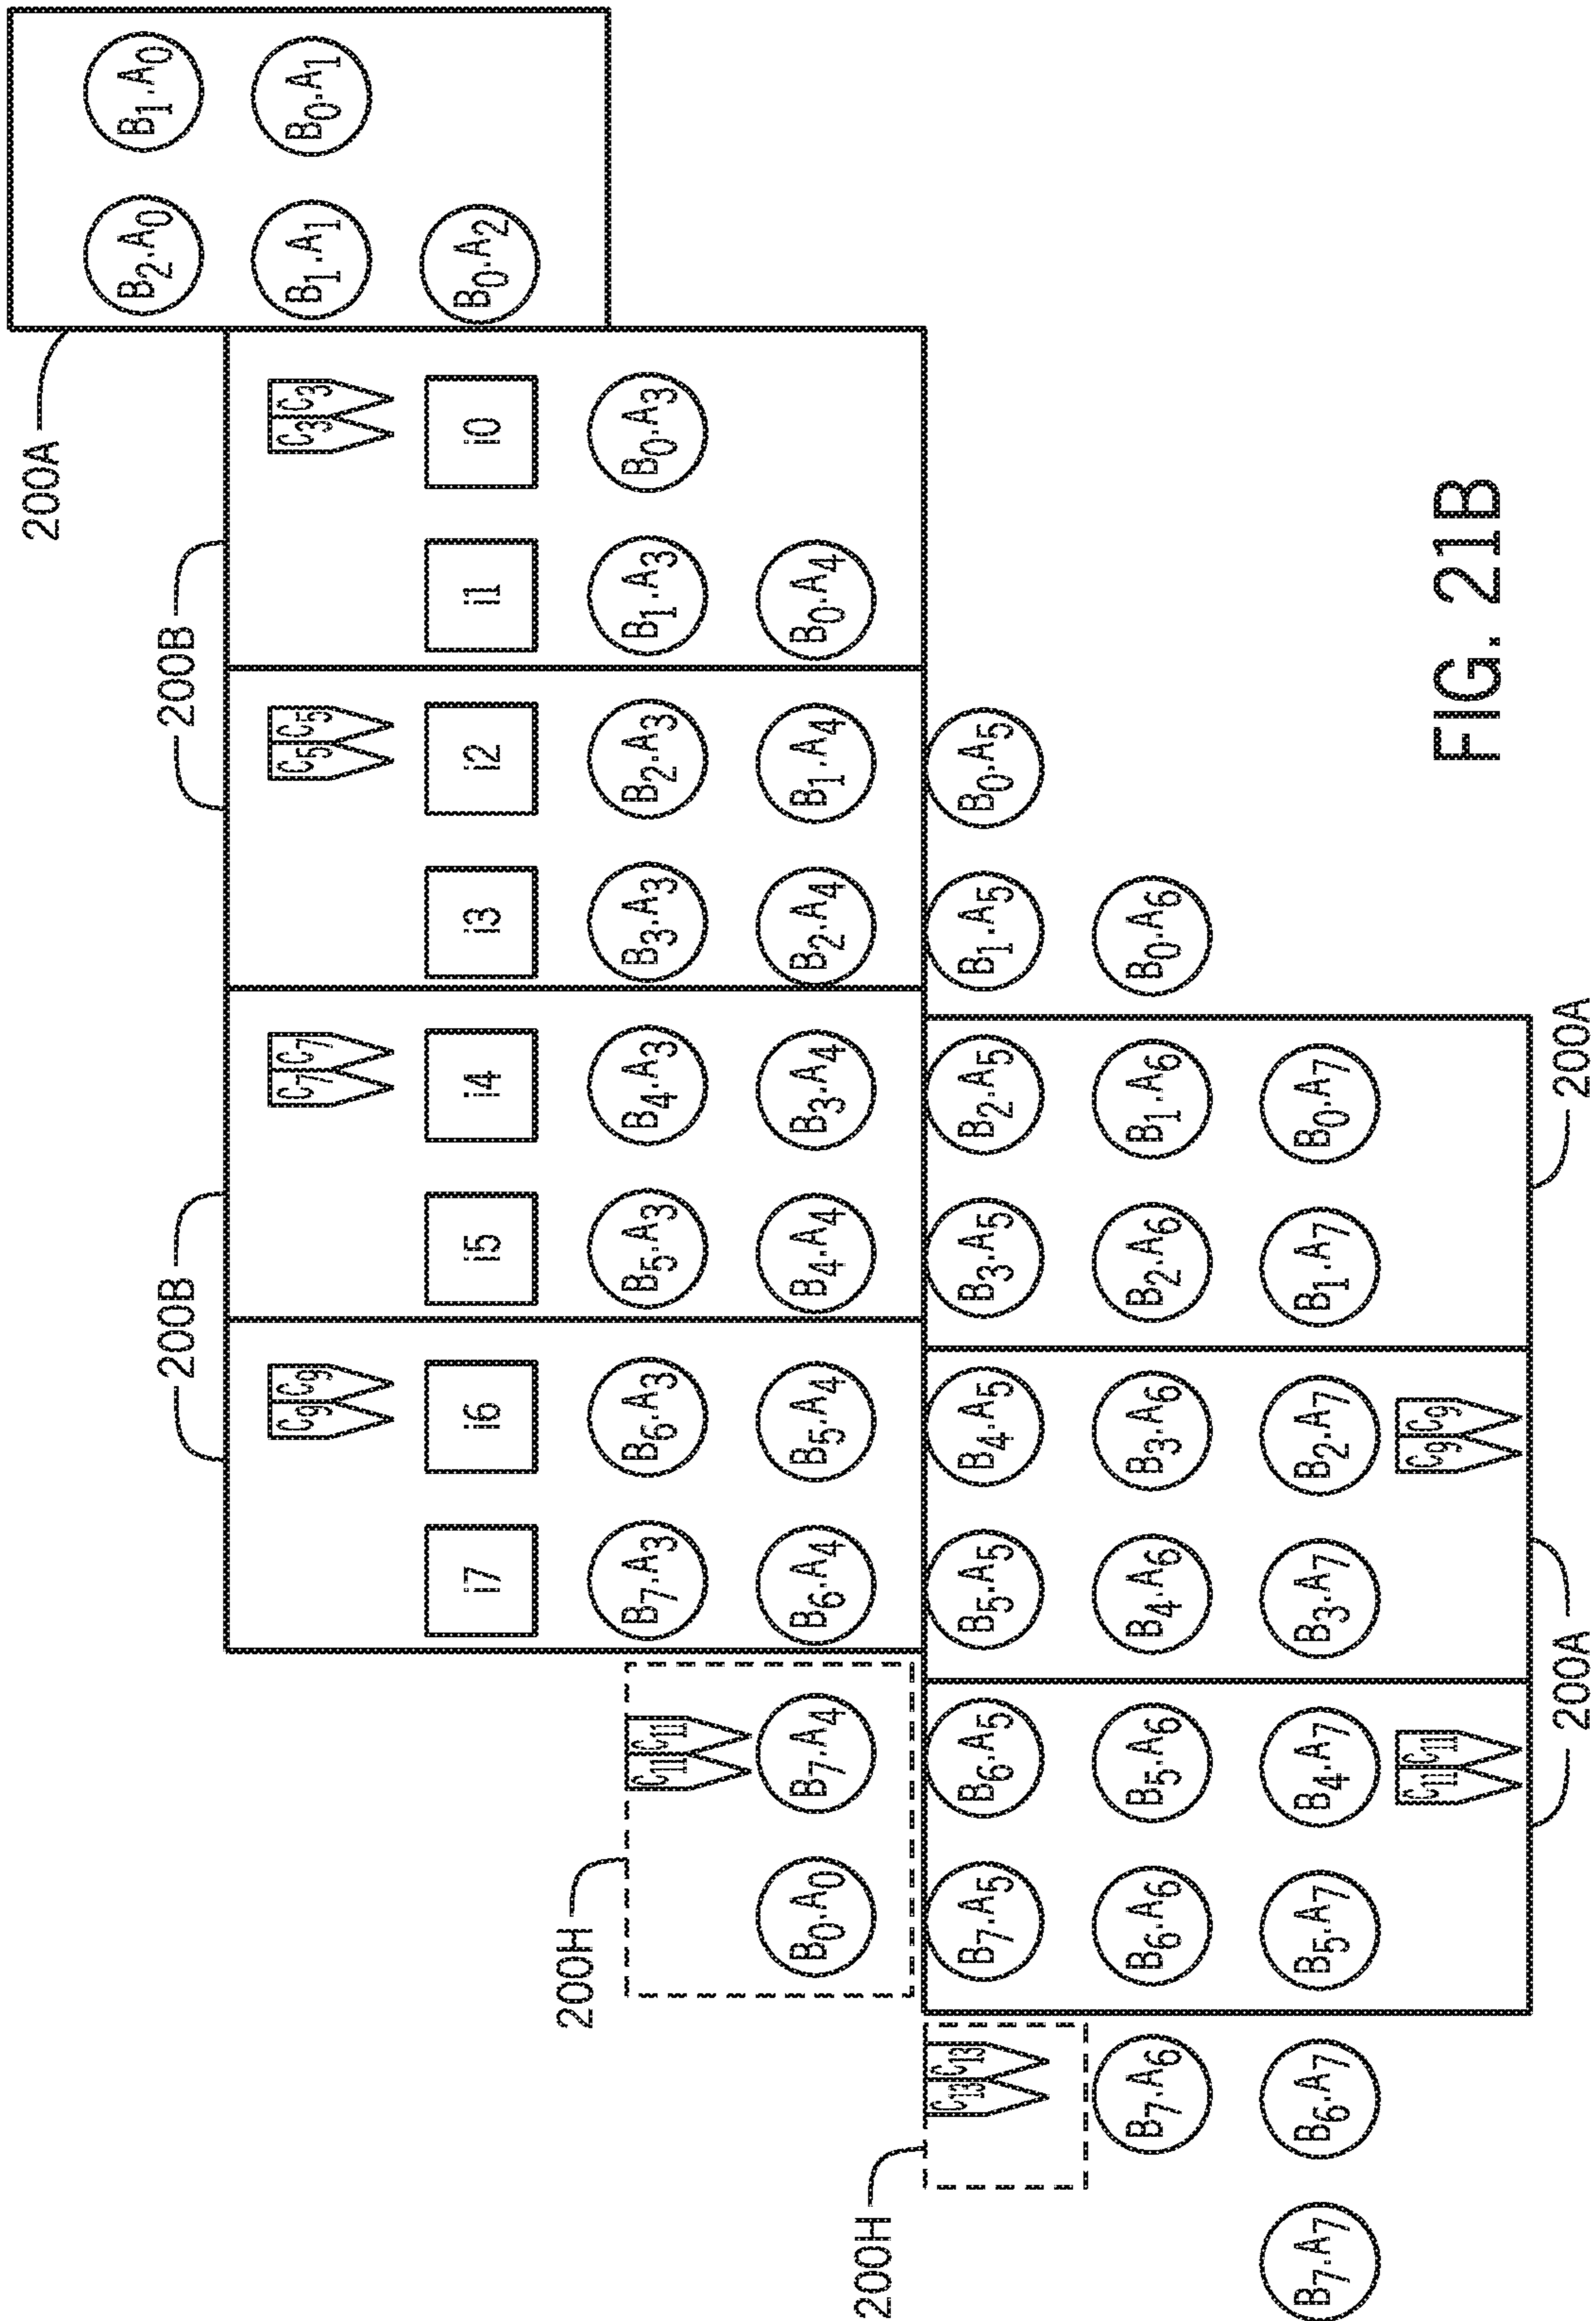 200A
B₂.A₀ B₁.A₀
200B 200B
C₉ C₉ C₇ C₇ C₅ C₅ C₃ C₃
B₁.A₁ B₀.A₁
i7 i6 i5 i4 i3 i2 i1 i0 B₀.A₂
200H
C₁₁ C₁₁
B₇.A₃ B₆.A₃ B₅.A₃ B₄.A₃ B₃.A₃ B₂.A₃ B₁.A₃ B₀.A₃
B₀.A₀ B₇.A₄ B₆.A₄ B₅.A₄ B₄.A₄ B₃.A₄ B₂.A₄ B₁.A₄ B₀.A₄
200H
C₁₃ C₁₃
B₇.A₅ B₆.A₅ B₅.A₅ B₄.A₅ B₃.A₅ B₂.A₅ B₁.A₅ B₀.A₅
B₇.A₆ B₆.A₆ B₅.A₆ B₄.A₆ B₃.A₆ B₂.A₆ B₁.A₆ B₀.A₆
B₇.A₇ B₆.A₇ B₅.A₇ B₄.A₇ B₃.A₇ B₂.A₇ B₁.A₇ B₀.A₇
C₁₁ C₁₁ C₉ C₉
200A 200A
FIG. 21B